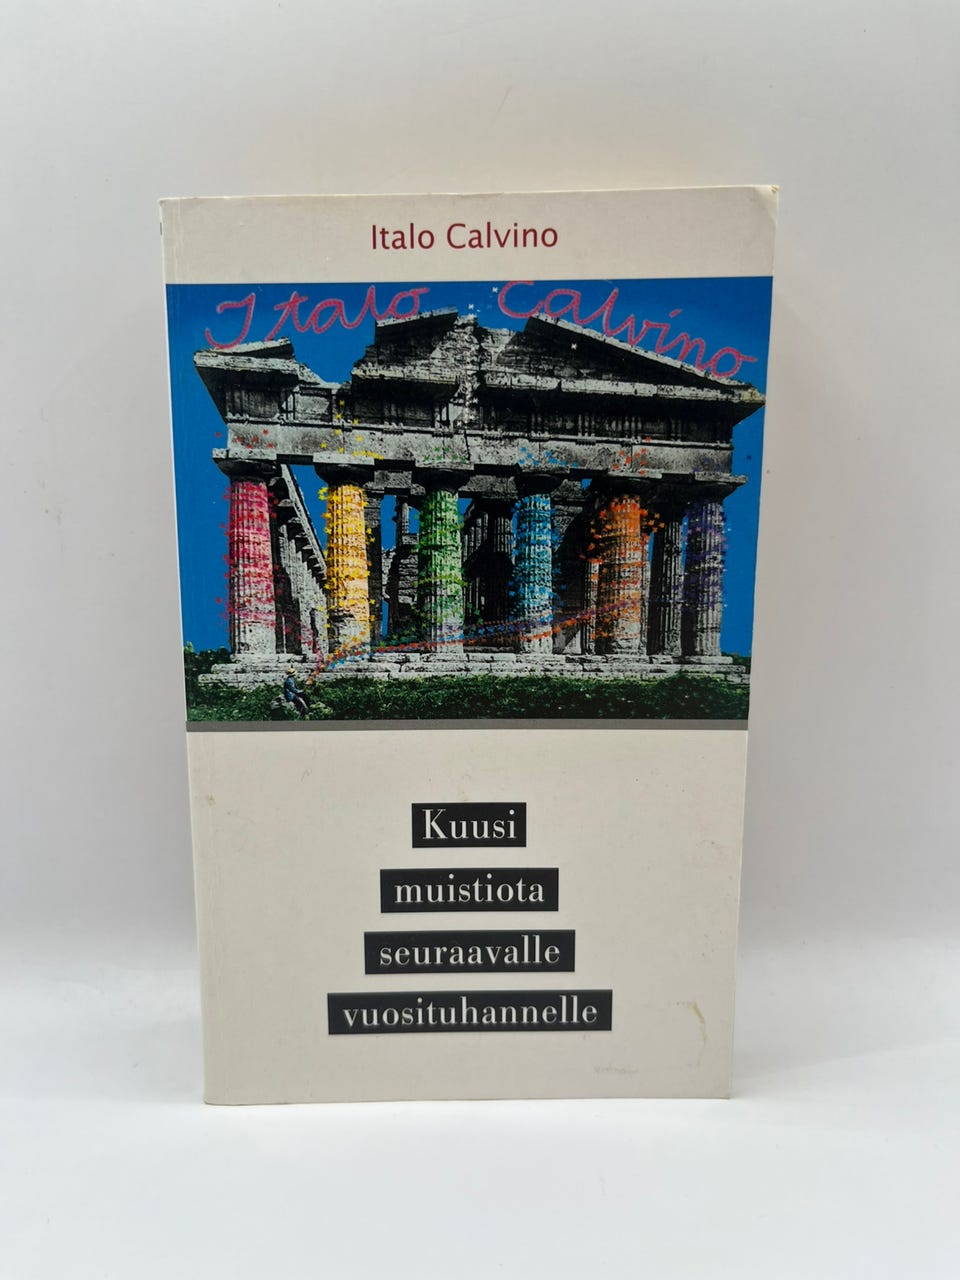 Italo Calvino
Italo Calvino
Kuusi
muistiota
seuraavalle
vuosituhannelle